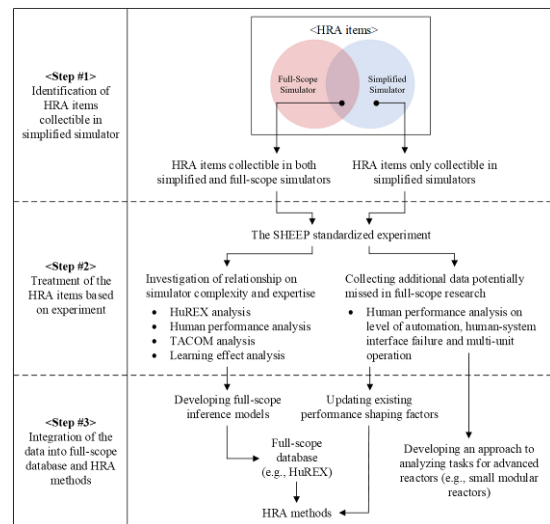 <HRA items>
Full-Scope
Simulator
Simplified
Simulator
<Step #1>
Identification of
HRA items
collectible in
simplified simulator
HRA items collectible in both
simplified and full-scope simulators
HRA items only collectible in
simplified simulators
The SHEEP standardized experiment
<Step #2>
Treatment of the
HRA items based
on experiment
Investigation of relationship on
simulator complexity and expertise
• HuREX analysis
• Human performance analysis
• TACOM analysis
• Learning effect analysis
Collecting additional data potentially
missed in full-scope research
• Human performance analysis on
level of automation, human-system
interface failure and multi-unit
operation
<Step #3>
Integration of the
data into full-scope
database and HRA
methods
Developing full-scope
inference models
Updating existing
performance shaping factors
Full-scope
database
(e.g., HuREX)
Developing an approach to
analyzing tasks for advanced
reactors (e.g., small modular
reactors)
HRA methods